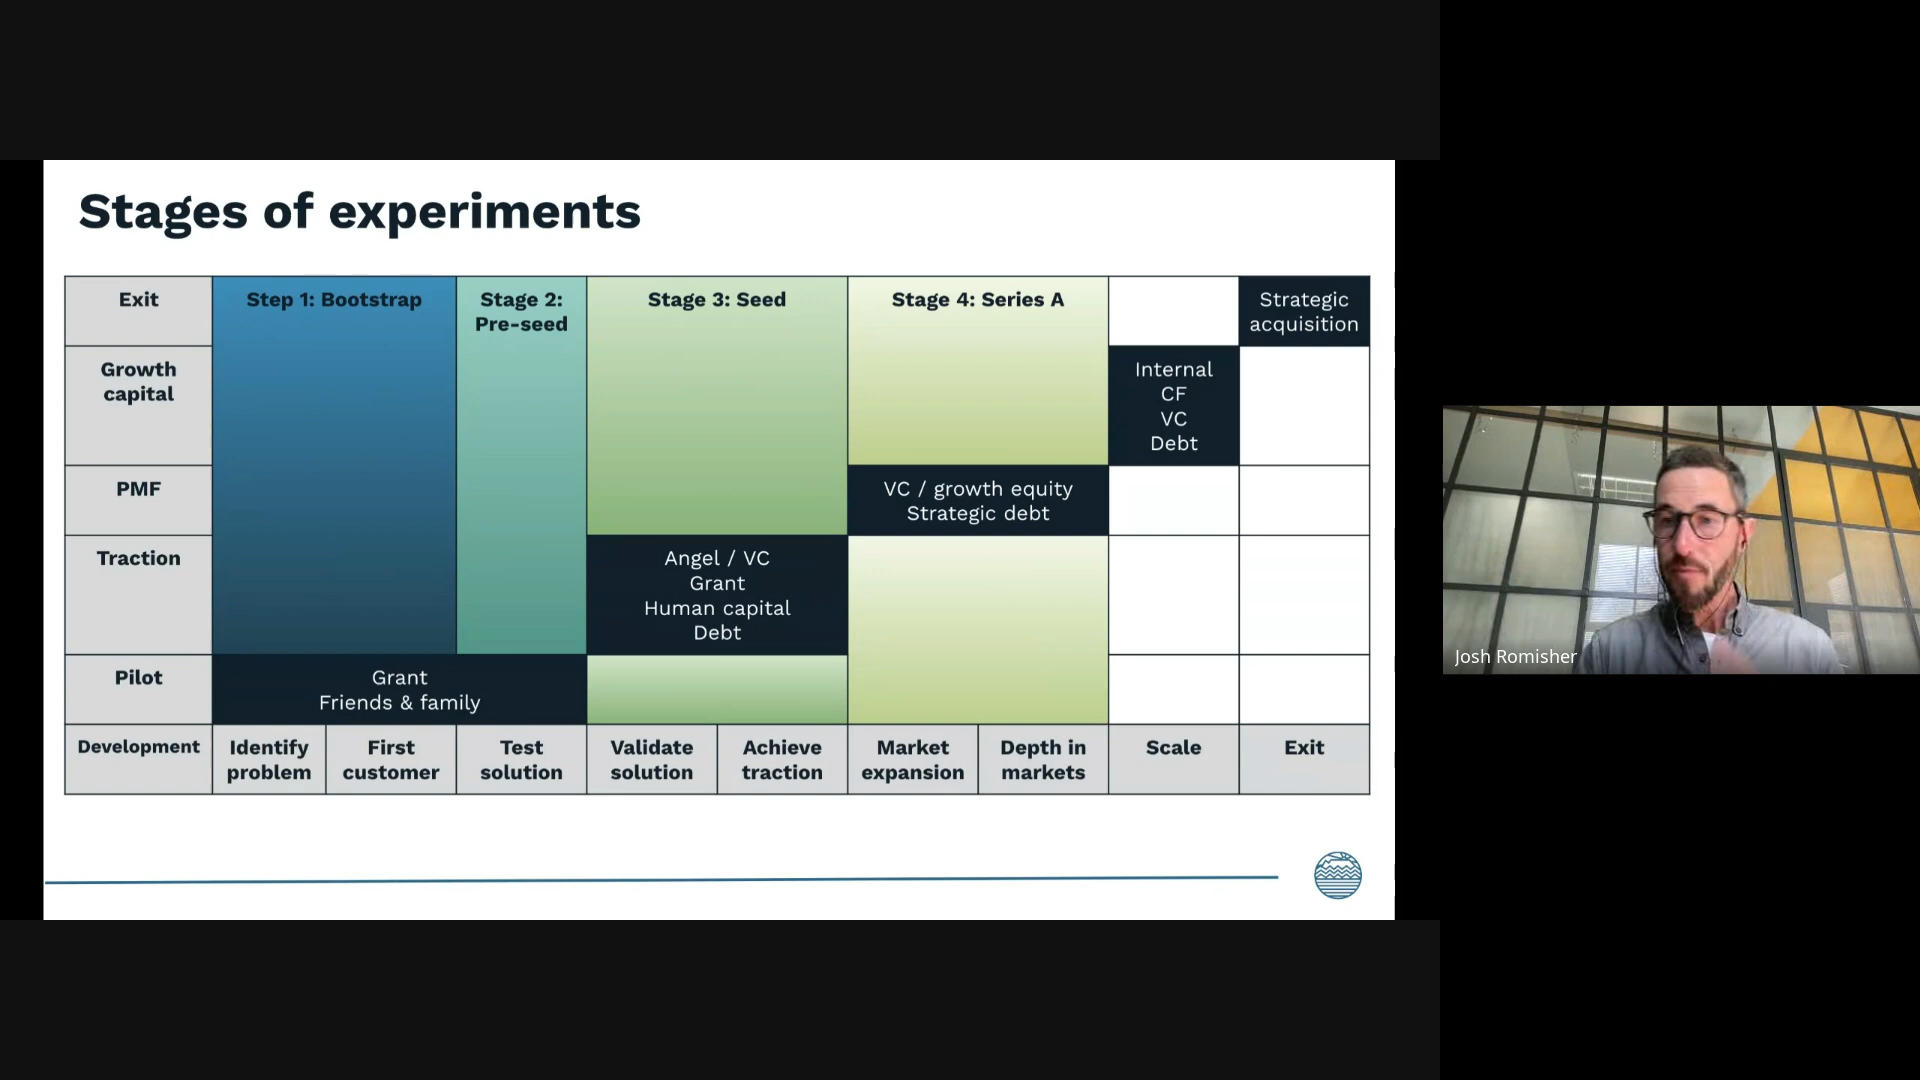 Stages of experiments
Exit
Step 1: Bootstrap
Stage 2:
Pre-seed
Stage 3: Seed
Stage 4: Series A
Strategic
acquisition
Growth
capital
Internal
CF
VC
Debt
PMF
VC / growth equity
Strategic debt
Traction
Angel / VC
Grant
Human capital
Debt
Pilot
Grant
Friends & family
Development
Identify
problem
First
customer
Test
solution
Validate
solution
Achieve
traction
Market
expansion
Depth in
markets
Scale
Exit
Josh Romisher